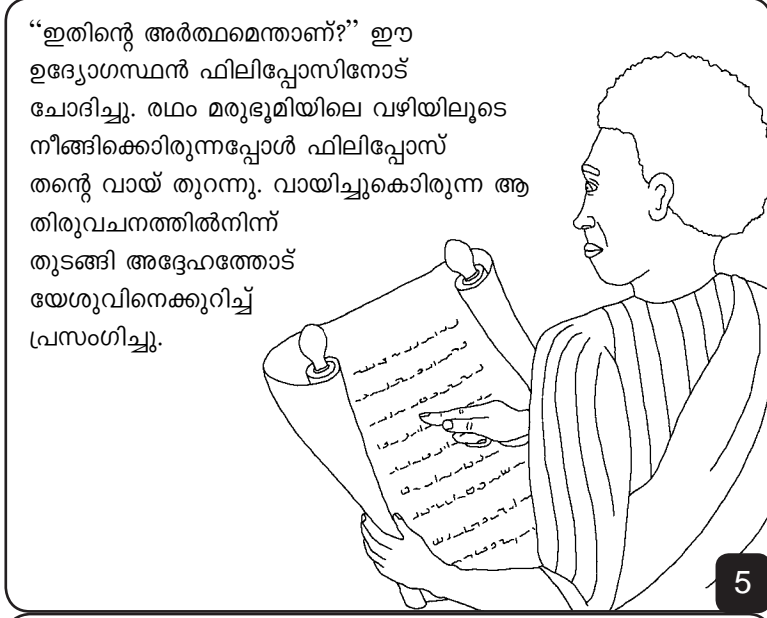 “ഇതിന്റെ അർത്ഥമെന്താണ്?” ഈ
ഉദ്യോഗസ്ഥൻ ഫിലിപ്പോസിനോട്
ചോദിച്ചു. രഥം മരുഭൂമിയിലെ വഴിയിലൂടെ
നീങ്ങിക്കൊിരുന്നപ്പോൾ ഫിലിപ്പോസ്
തന്റെ വായ് തുറന്നു. വായിച്ചുകൊിരുന്ന ആ
തിരുവചനത്തിൽനിന്ന്
തുടങ്ങി അദ്ദേഹത്തോട്
യേശുവിനെക്കുറിച്ച്
പ്രസംഗിച്ചു.
5